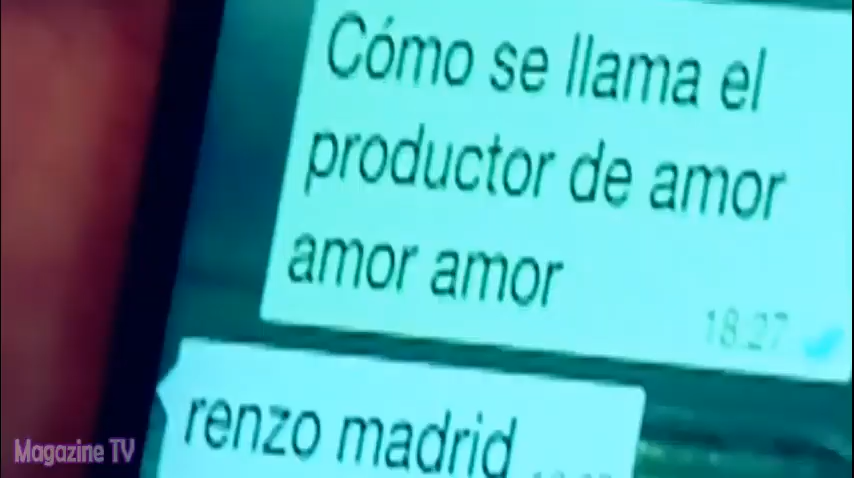 Cómo se llama el
productor de amor
amor amor
18:27
renzo madrid
Magazine TV